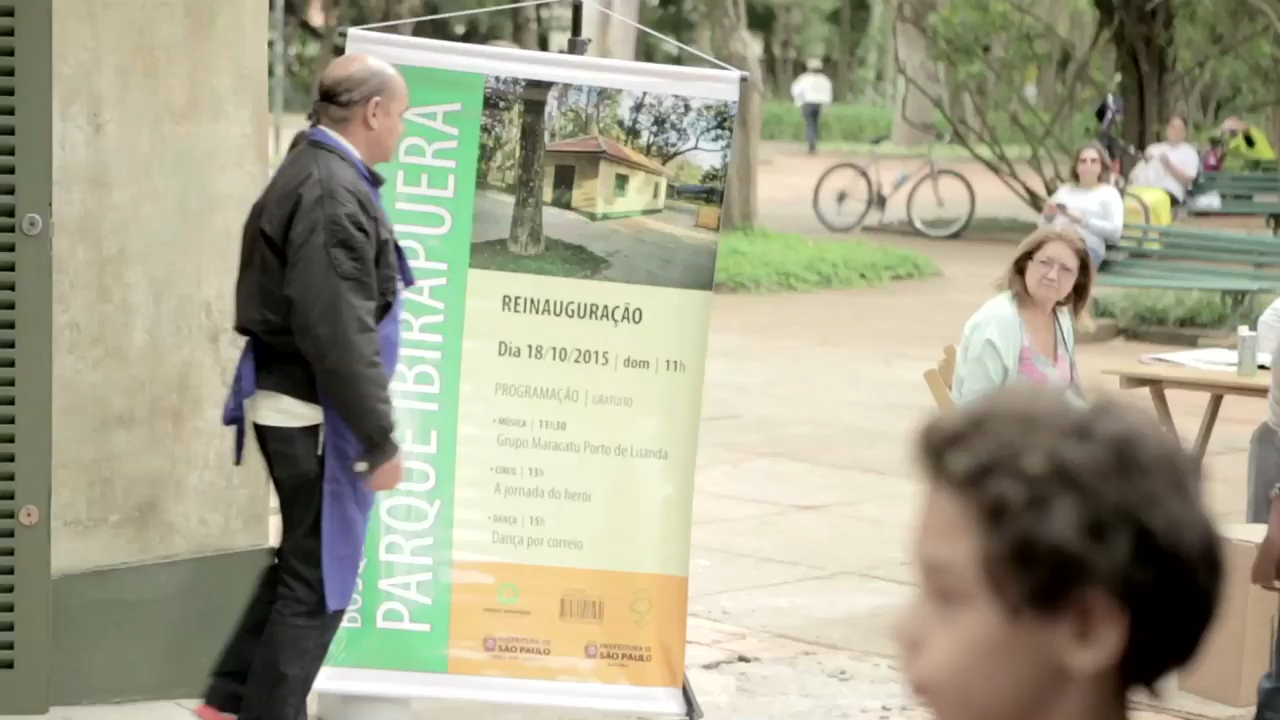 PARQUE IBIRAPUERA
REINAUGURAÇÃO
Dia 18/10/2015 | dom | 11h
PROGRAMAÇÃO | GRATUITO
• MÚSICA | 11h30
Grupo Maracatu Porto de Luanda
• CIRCO | 13h
A jornada do herói
• DANÇA | 15h
Dança por correio
PREFEITURA DE
SÃO PAULO
PREFEITURA DE
SÃO PAULO